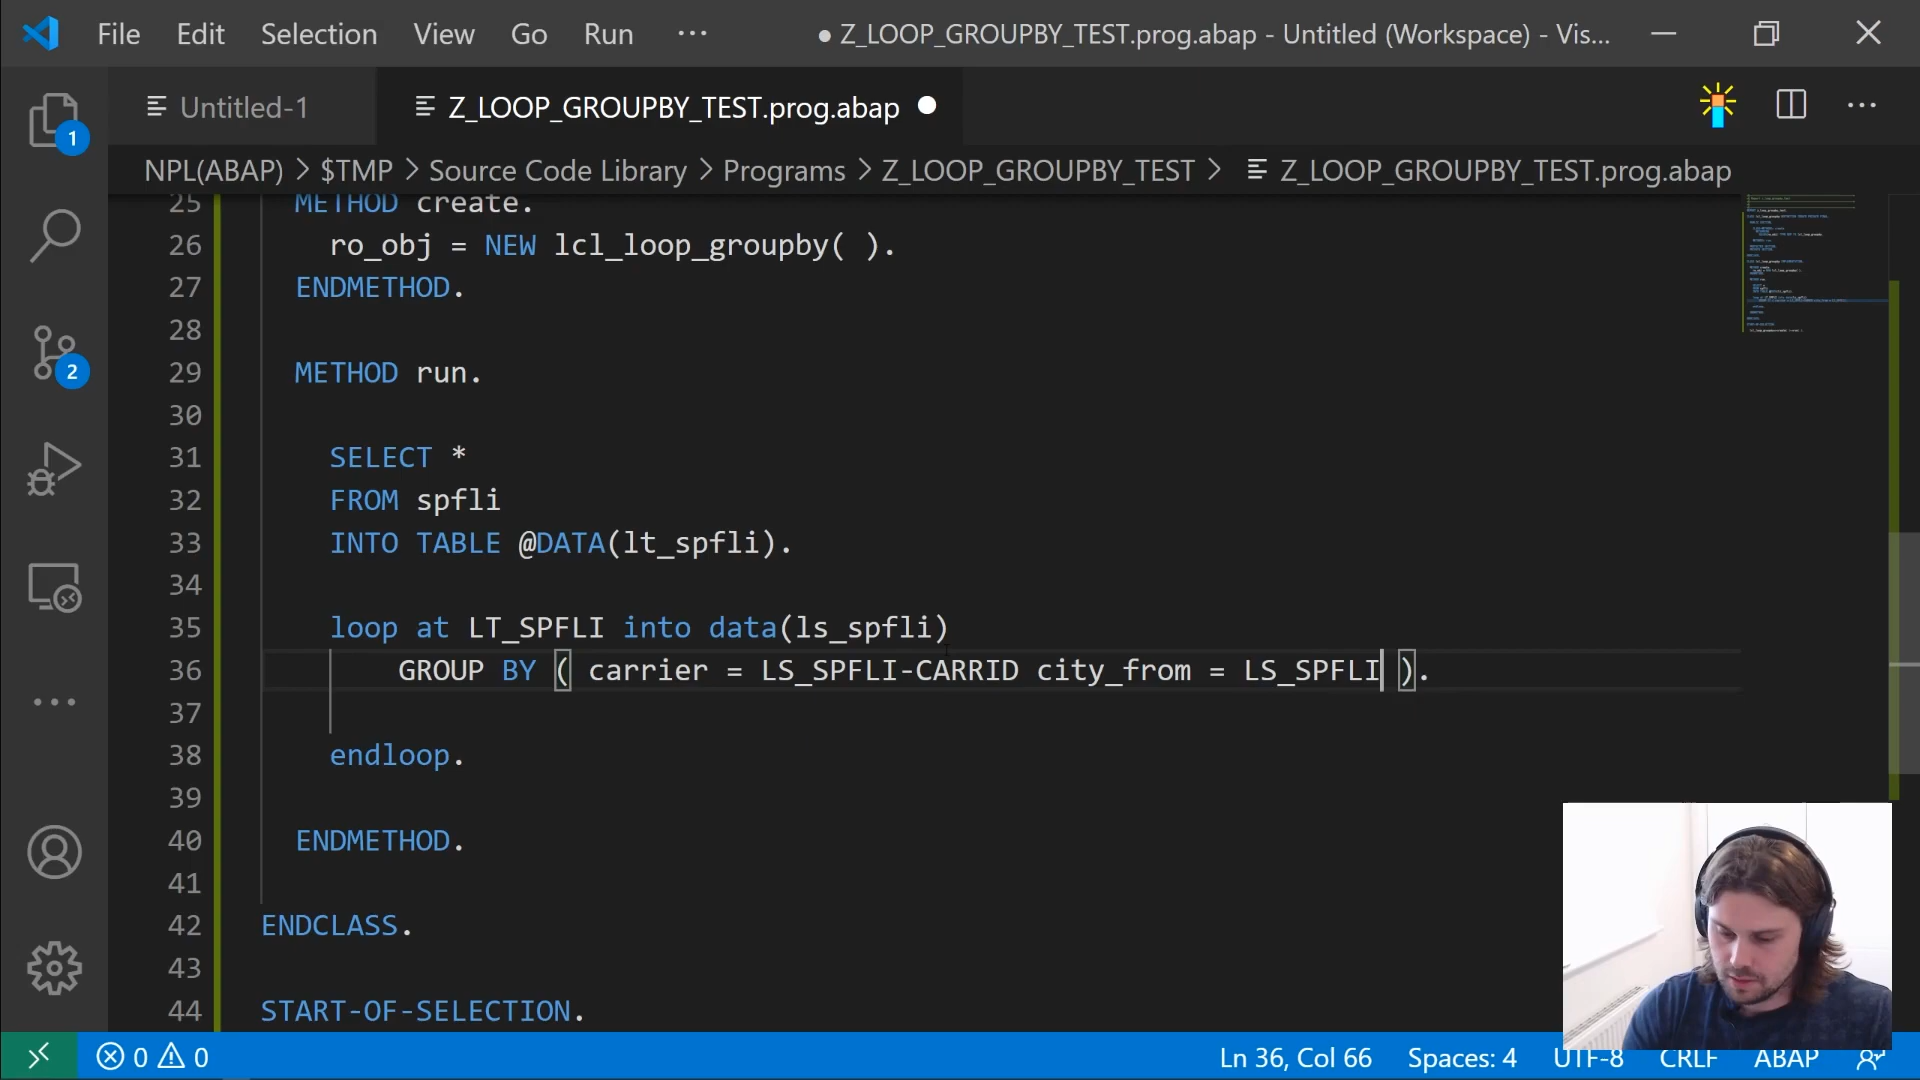 File Edit Selection View Go Run ··· ● Z_LOOP_GROUPBY_TEST.prog.abap - Untitled (Workspace) - Vis...
Untitled-1 Z_LOOP_GROUPBY_TEST.prog.abap ●
NPL(ABAP) > $TMP > Source Code Library > Programs > Z_LOOP_GROUPBY_TEST > Z_LOOP_GROUPBY_TEST.prog.abap
25 METHOD create.
26 ro_obj = NEW lcl_loop_groupby( ).
27 ENDMETHOD.
28
29 METHOD run.
30
31 SELECT *
32 FROM spfli
33 INTO TABLE @DATA(lt_spfli).
34
35 loop at LT_SPFLI into data(ls_spfli)
36 GROUP BY ( carrier = LS_SPFLI-CARRID city_from = LS_SPFLI ).
37
38 endloop.
39
40 ENDMETHOD.
41
42 ENDCLASS.
43
44 START-OF-SELECTION.
1
2
0 0 Ln 36, Col 66 Spaces: 4 UTF-8 CRLF ABAP